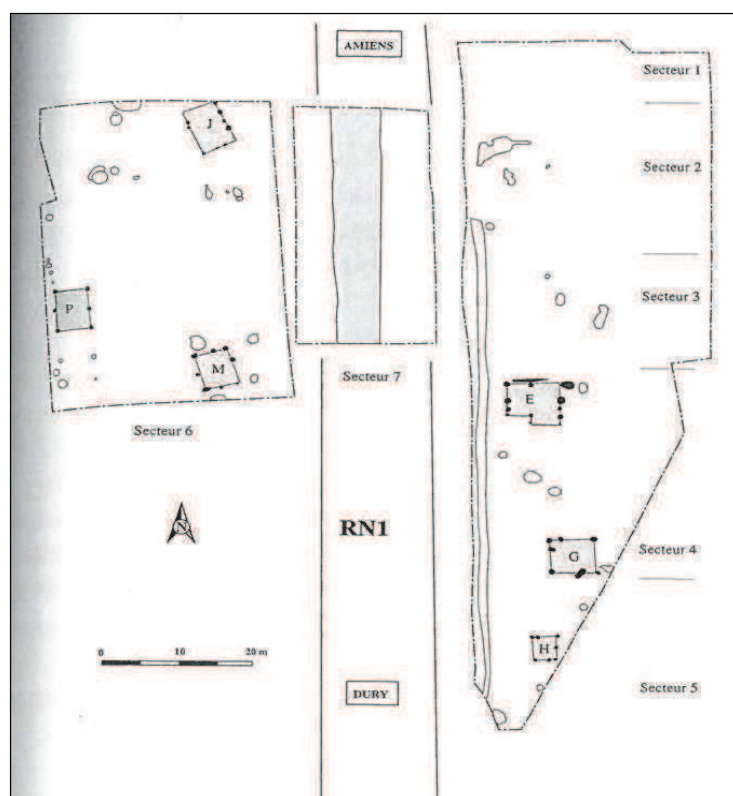 AMIENS
Secteur 1
J
Secteur 2
Secteur 3
P
M
Secteur 7
E
Secteur 6
N
RN1
G
Secteur 4
0 10 20 m
H
DURY
Secteur 5